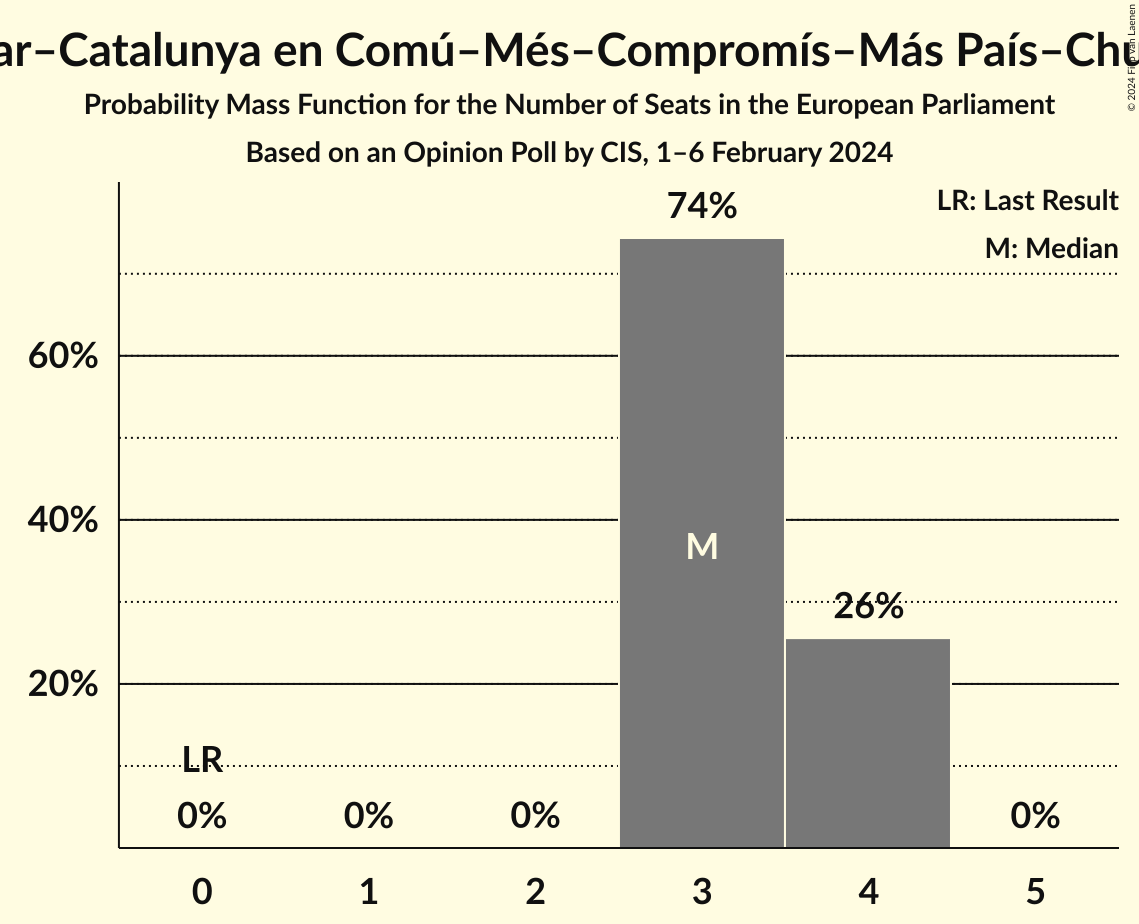 ar–Catalunya en Comú–Més–Compromís–Más País–Chu
© 2024 Filip van Laenen
Probability Mass Function for the Number of Seats in the European Parliament
Based on an Opinion Poll by CIS, 1–6 February 2024
LR: Last Result
M: Median
74%
60%
40%
M
26%
20%
LR
0%
0%
0%
0%
0
1
2
3
4
5